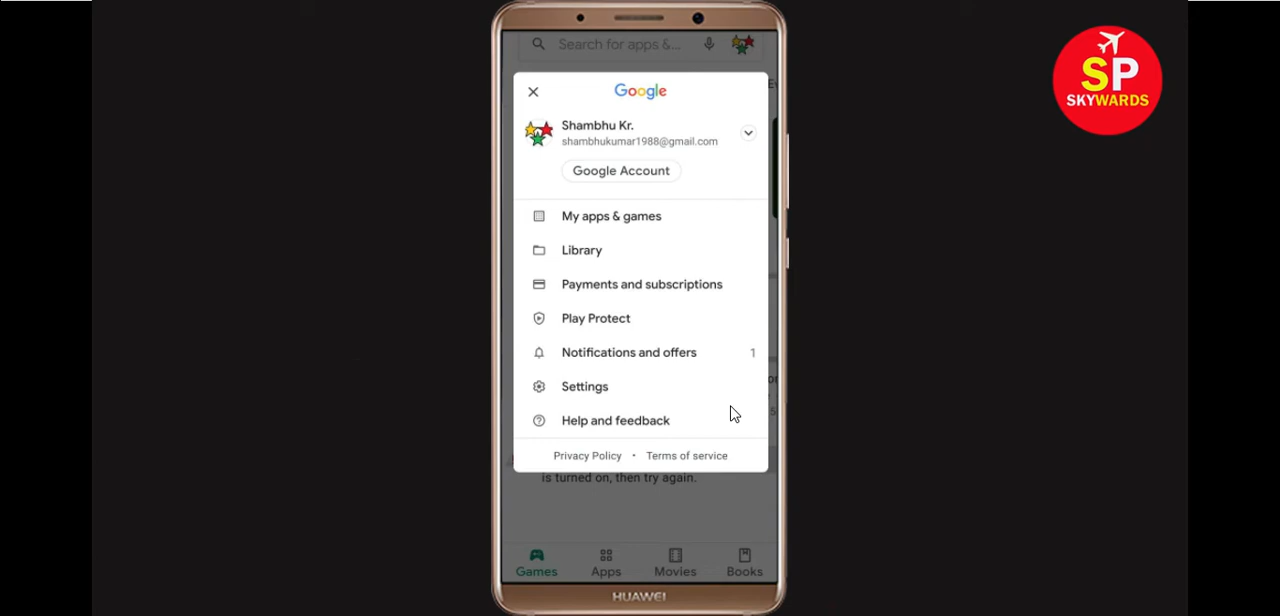 Search for apps &...
SP
SKYWARDS
Google
Shambhu Kr.
shambhukumar1988@gmail.com
Google Account
My apps & games
Library
Payments and subscriptions
Play Protect
Notifications and offers 1
Settings
Help and feedback
Privacy Policy • Terms of service
is turned on, then try again.
Games Apps Movies Books
HUAWEI